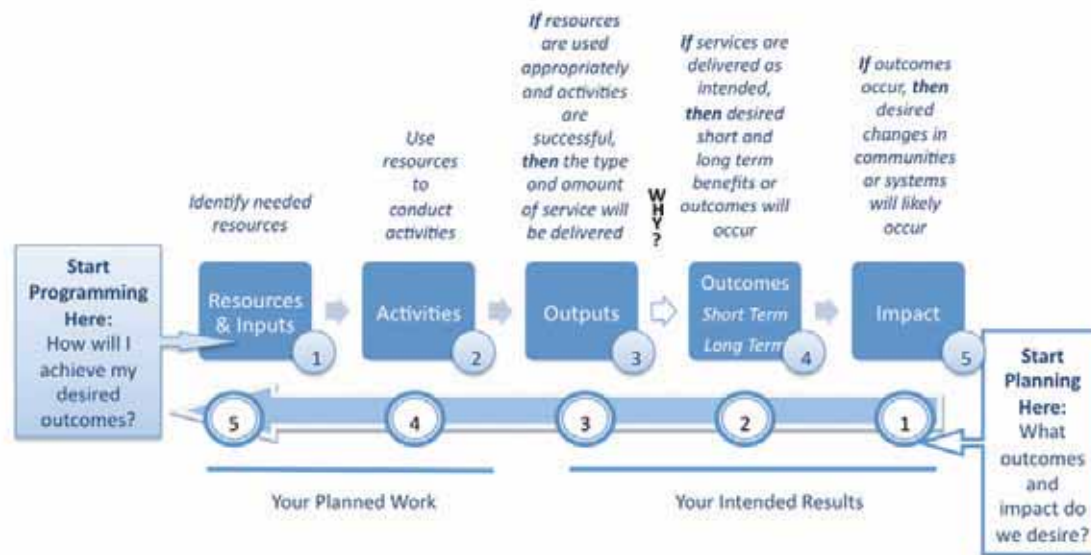 Identify needed
resources
Use
resources
to
conduct
activities
If resources
are used
appropriately
and activities
are
successful,
then the type
and amount
of service will
be delivered
WHY?
If services are
delivered as
intended,
then desired
short and
long term
benefits or
outcomes will
occur
If outcomes
occur, then
desired
changes in
communities
or systems
will likely
occur
Start
Programming
Here:
How will I
achieve my
desired
outcomes?
Resources
& Inputs
1
Activities
2
Outputs
3
Outcomes
Short Term
Long Term
4
Impact
5
5
4
3
2
1
Start
Planning
Here:
What
outcomes
and
impact do
we desire?
Your Planned Work
Your Intended Results